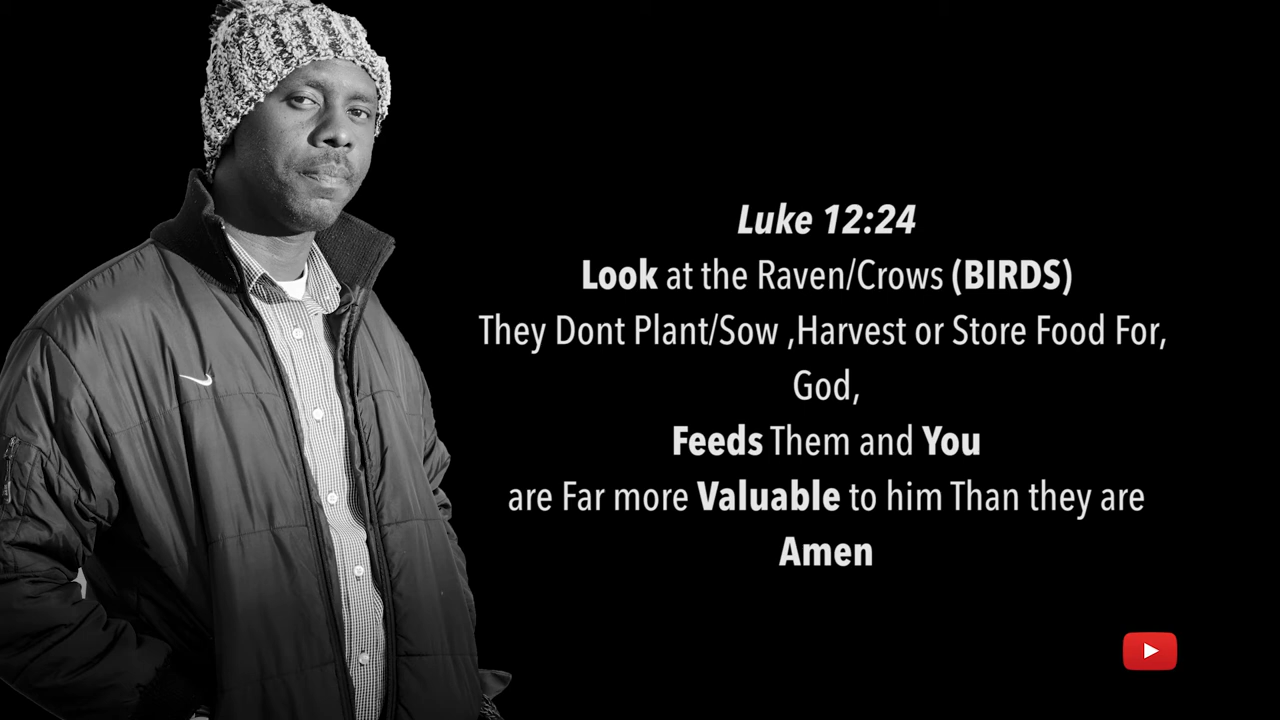 Luke 12:24
Look at the Raven/Crows (BIRDS)
They Dont Plant/Sow ,Harvest or Store Food For,
God,
Feeds Them and You
are Far more Valuable to him Than they are
Amen